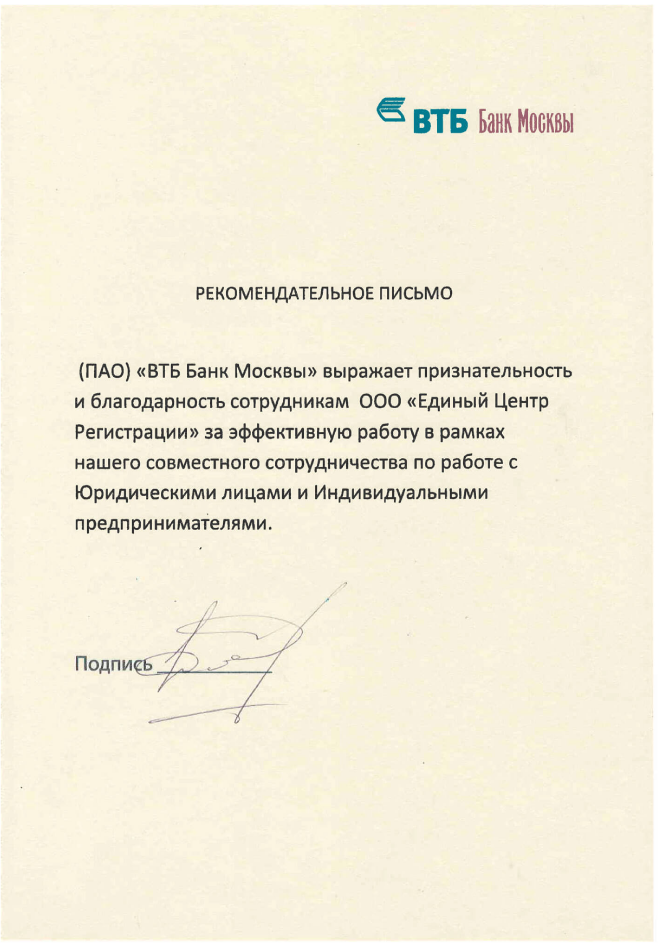 ВТБ Банк Москвы
РЕКОМЕНДАТЕЛЬНОЕ ПИСЬМО
(ПАО) «ВТБ Банк Москвы» выражает признательность
и благодарность сотрудникам ООО «Единый Центр
Регистрации» за эффективную работу в рамках
нашего совместного сотрудничества по работе с
Юридическими лицами и Индивидуальными
предпринимателями.
Подпись